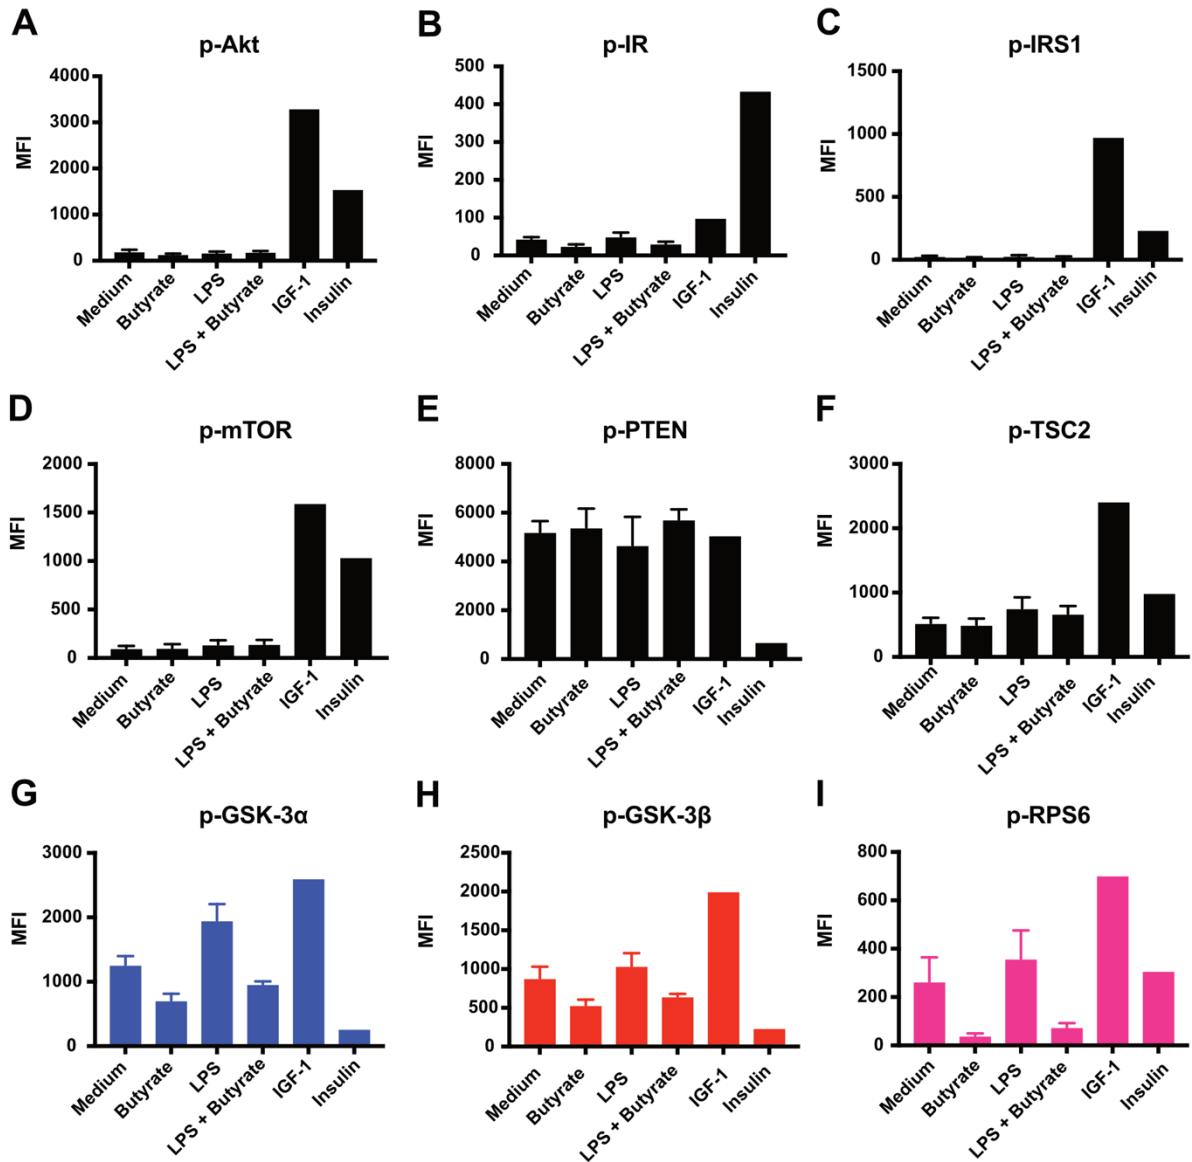 A
p-Akt
MFI
4000
3000
2000
1000
0
Medium
Butyrate
LPS
LPS + Butyrate
IGF-1
Insulin
B
p-IR
MFI
500
400
300
200
100
0
Medium
Butyrate
LPS
LPS + Butyrate
IGF-1
Insulin
C
p-IRS1
MFI
1500
1000
500
0
Medium
Butyrate
LPS
LPS + Butyrate
IGF-1
Insulin
D
p-mTOR
MFI
2000
1500
1000
500
0
Medium
Butyrate
LPS
LPS + Butyrate
IGF-1
Insulin
E
p-PTEN
MFI
8000
6000
4000
2000
0
Medium
Butyrate
LPS
LPS + Butyrate
IGF-1
Insulin
F
p-TSC2
MFI
3000
2000
1000
0
Medium
Butyrate
LPS
LPS + Butyrate
IGF-1
Insulin
G
p-GSK-3α
MFI
3000
2000
1000
0
Medium
Butyrate
LPS
LPS + Butyrate
IGF-1
Insulin
H
p-GSK-3β
MFI
2500
2000
1500
1000
500
0
Medium
Butyrate
LPS
LPS + Butyrate
IGF-1
Insulin
I
p-RPS6
MFI
800
600
400
200
0
Medium
Butyrate
LPS
LPS + Butyrate
IGF-1
Insulin